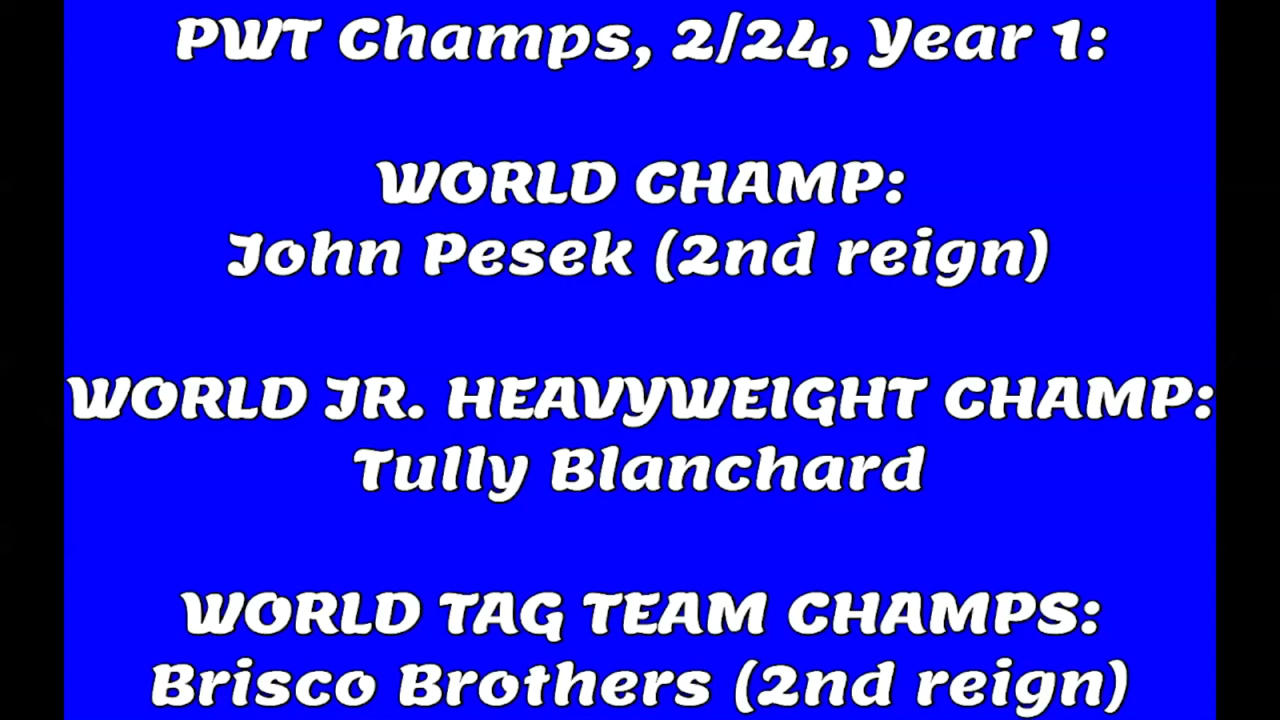 PWT Champs, 2/24, Year 1:
WORLD CHAMP:
John Pesek (2nd reign)
WORLD JR. HEAVYWEIGHT CHAMP:
Tully Blanchard
WORLD TAG TEAM CHAMPS:
Brisco Brothers (2nd reign)